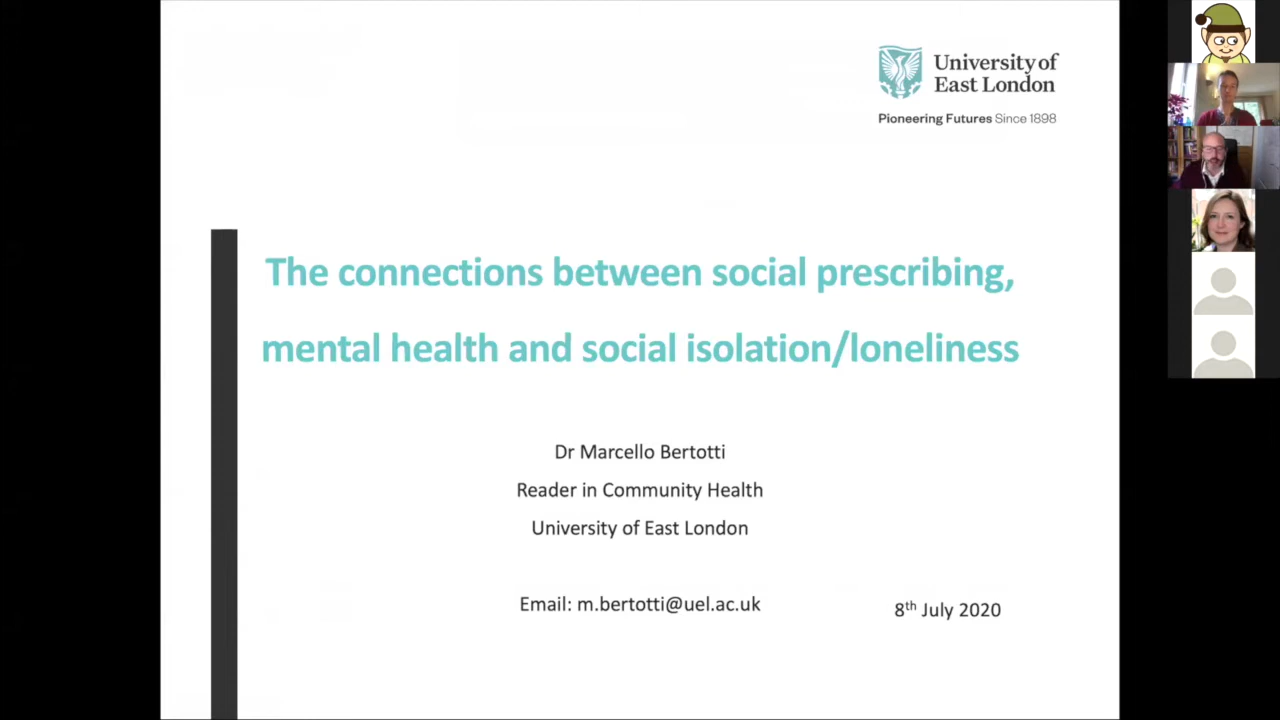 University of
East London
Pioneering Futures Since 1898
The connections between social prescribing,
mental health and social isolation/loneliness
Dr Marcello Bertotti
Reader in Community Health
University of East London
Email: m.bertotti@uel.ac.uk
8th July 2020